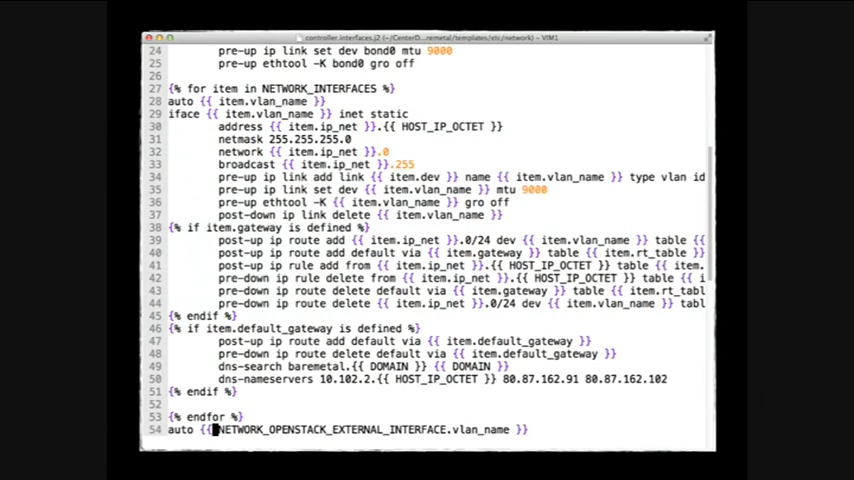 controller.interfaces.j2 (~/CenterD...remetal/templates/etc/network) – VIM1
24 pre-up ip link set dev bond0 mtu 9000
25 pre-up ethtool -K bond0 gro off
26
27 {% for item in NETWORK_INTERFACES %}
28 auto {{ item.vlan_name }}
29 iface {{ item.vlan_name }} inet static
30 address {{ item.ip_net }}.{{ HOST_IP_OCTET }}
31 netmask 255.255.255.0
32 network {{ item.ip_net }}.0
33 broadcast {{ item.ip_net }}.255
34 pre-up ip link add link {{ item.dev }} name {{ item.vlan_name }} type vlan id
35 pre-up ip link set dev {{ item.vlan_name }} mtu 9000
36 pre-up ethtool -K {{ item.vlan_name }} gro off
37 post-down ip link delete {{ item.vlan_name }}
38 {% if item.gateway is defined %}
39 post-up ip route add {{ item.ip_net }}.0/24 dev {{ item.vlan_name }} table {{
40 post-up ip route add default via {{ item.gateway }} table {{ item.rt_table
41 post-up ip rule add from {{ item.ip_net }}.{{ HOST_IP_OCTET }} table {{ item.
42 pre-down ip rule delete from {{ item.ip_net }}.{{ HOST_IP_OCTET }} table {{ i
43 pre-down ip route delete default via {{ item.gateway }} table {{ item.rt_tabl
44 pre-down ip route delete {{ item.ip_net }}.0/24 dev {{ item.vlan_name }} tabl
45 {% endif %}
46 {% if item.default_gateway is defined %}
47 post-up ip route add default via {{ item.default_gateway }}
48 pre-down ip route delete default via {{ item.default_gateway }}
49 dns-search baremetal.{{ DOMAIN }} {{ DOMAIN }}
50 dns-nameservers 10.102.2.{{ HOST_IP_OCTET }} 80.87.162.91 80.87.162.102
51 {% endif %}
52
53 {% endfor %}
54 auto {{ NETWORK_OPENSTACK_EXTERNAL_INTERFACE.vlan_name }}